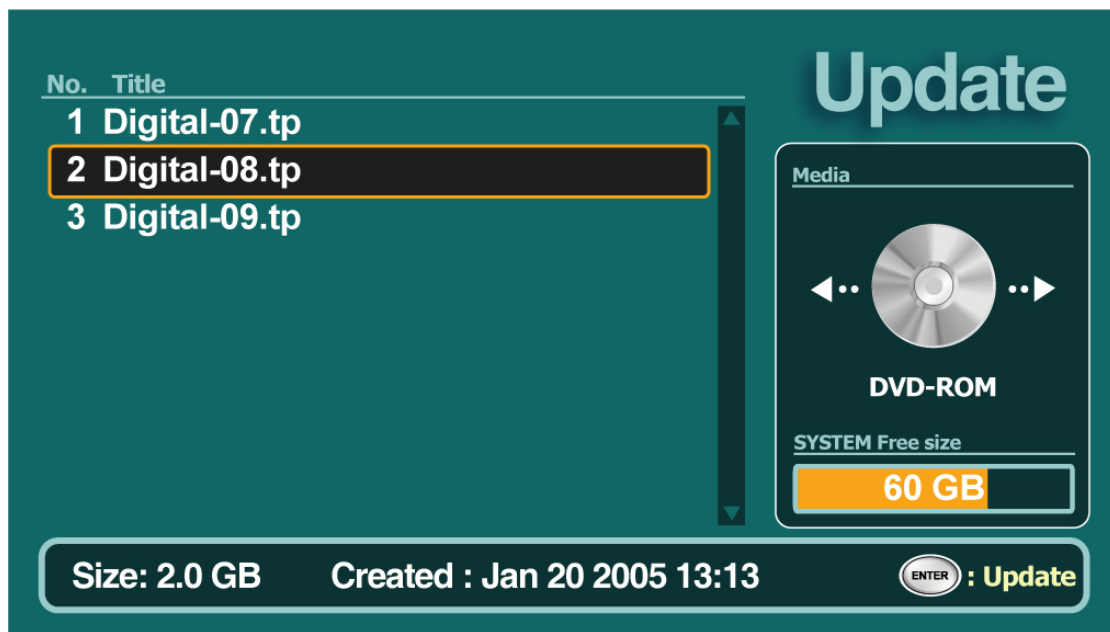 Update
No. Title
1 Digital-07.tp
2 Digital-08.tp
3 Digital-09.tp
Media
DVD-ROM
SYSTEM Free size
60 GB
Size: 2.0 GB Created : Jan 20 2005 13:13 ENTER : Update